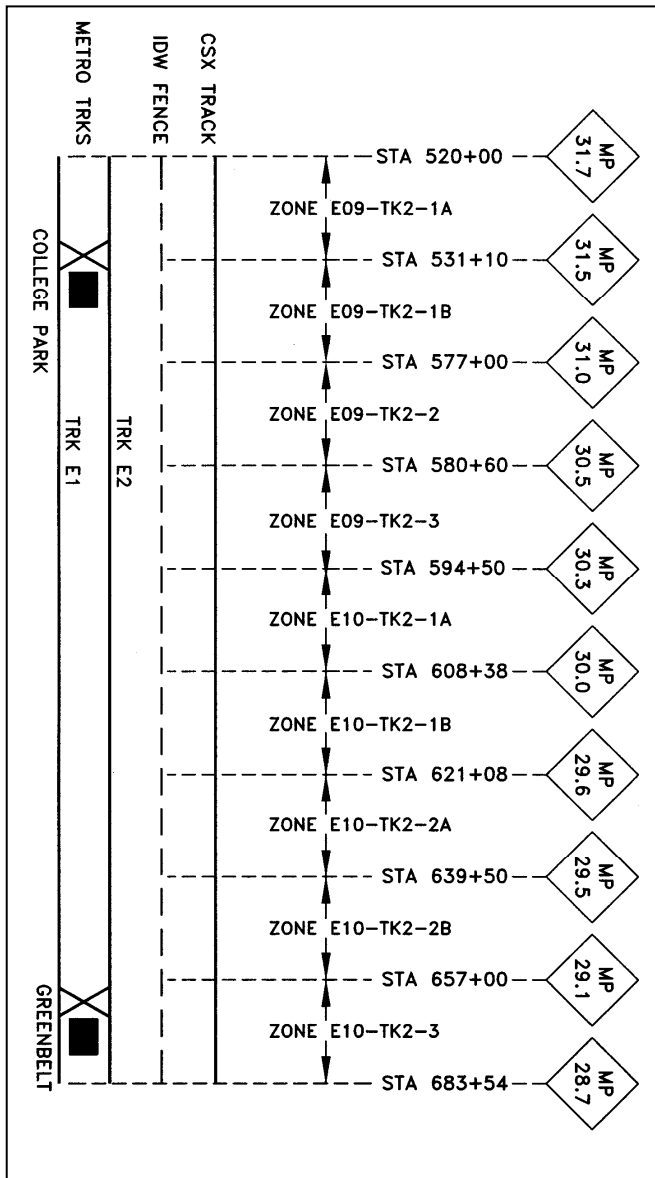 METRO TRKS
IDW FENCE
CSX TRACK
MP
31.7
STA 520+00
ZONE E09-TK2-1A
MP
31.5
STA 531+10
ZONE E09-TK2-1B
MP
31.0
STA 577+00
ZONE E09-TK2-2
MP
30.5
STA 580+60
ZONE E09-TK2-3
MP
30.3
STA 594+50
ZONE E10-TK2-1A
MP
30.0
STA 608+38
ZONE E10-TK2-1B
MP
29.6
STA 621+08
ZONE E10-TK2-2A
MP
29.5
STA 639+50
ZONE E10-TK2-2B
MP
29.1
STA 657+00
ZONE E10-TK2-3
MP
28.7
STA 683+54
COLLEGE PARK
TRK E1
TRK E2
GREENBELT